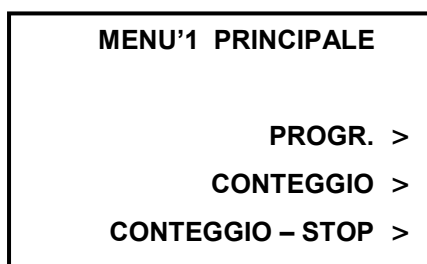 MENU’1 PRINCIPALE
PROGR. >
CONTEGGIO >
CONTEGGIO – STOP >